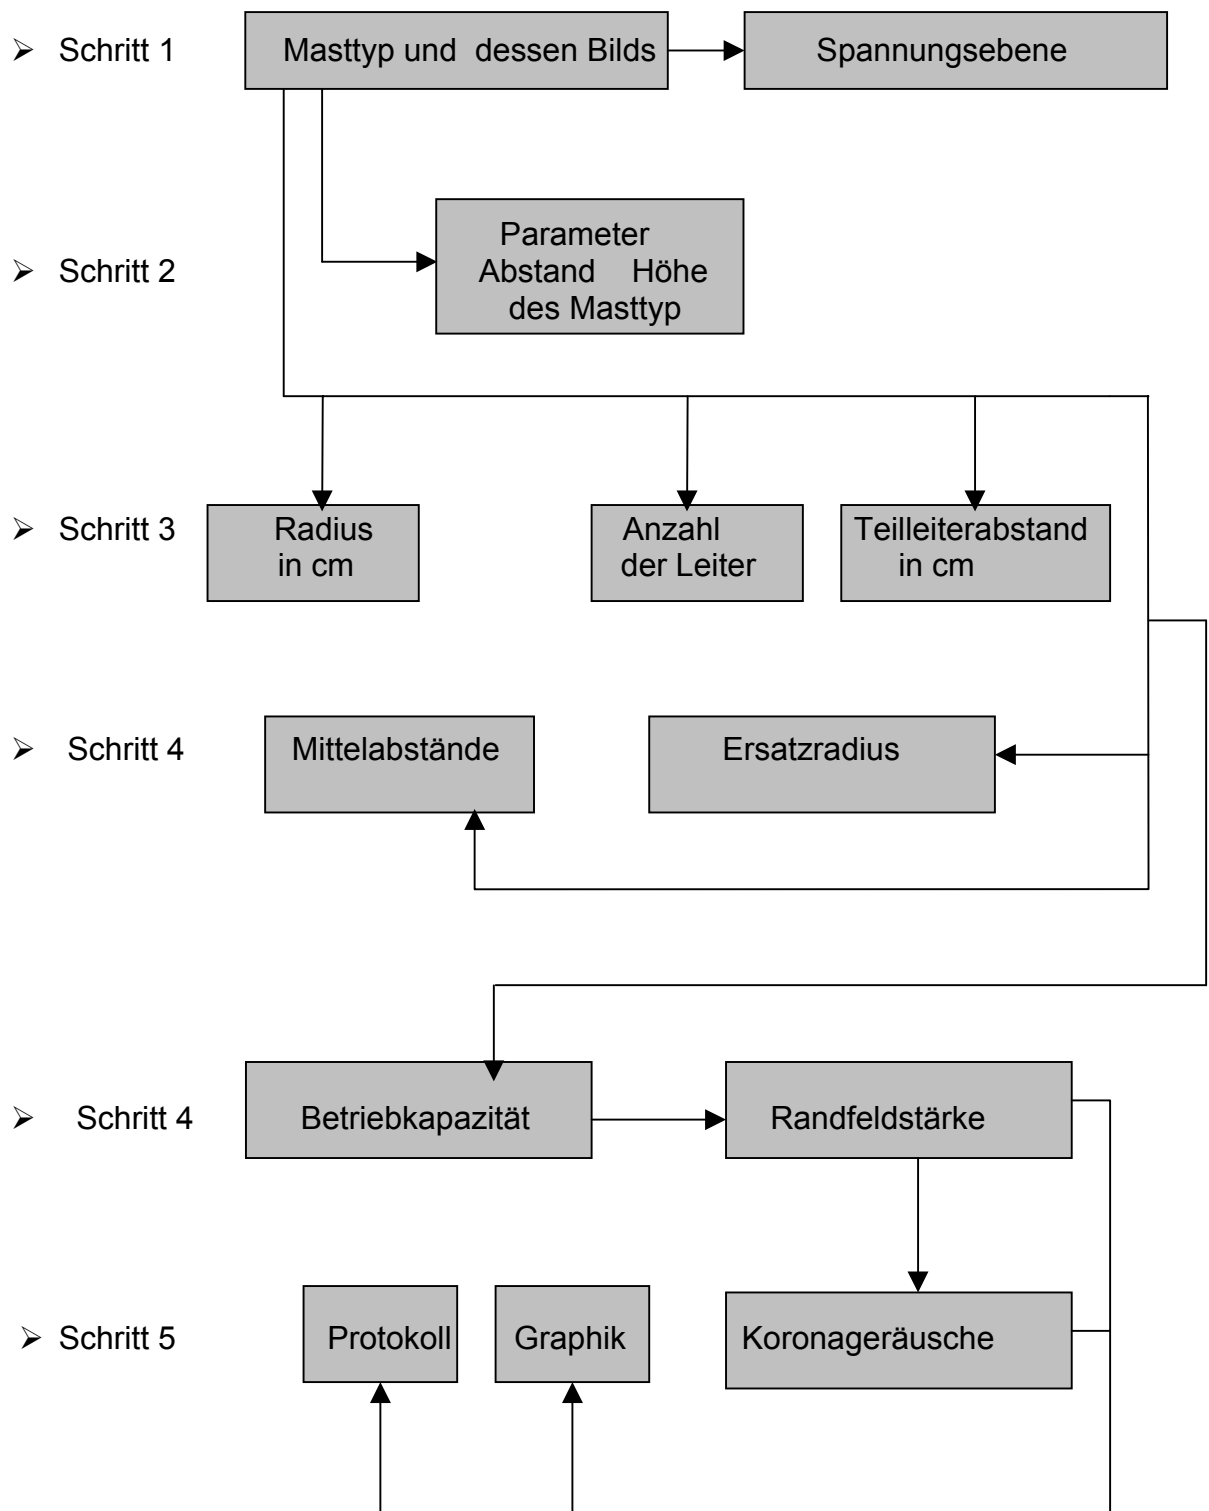 ➢ Schritt 1
Masttyp und dessen Bilds
Spannungsebene
➢ Schritt 2
Parameter
Abstand Höhe
des Masttyp
➢ Schritt 3
Radius
in cm
Anzahl
der Leiter
Teilleiterabstand
in cm
➢ Schritt 4
Mittelabstände
Ersatzradius
➢ Schritt 4
Betriebkapazität
Randfeldstärke
➢ Schritt 5
Protokoll
Graphik
Koronageräusche